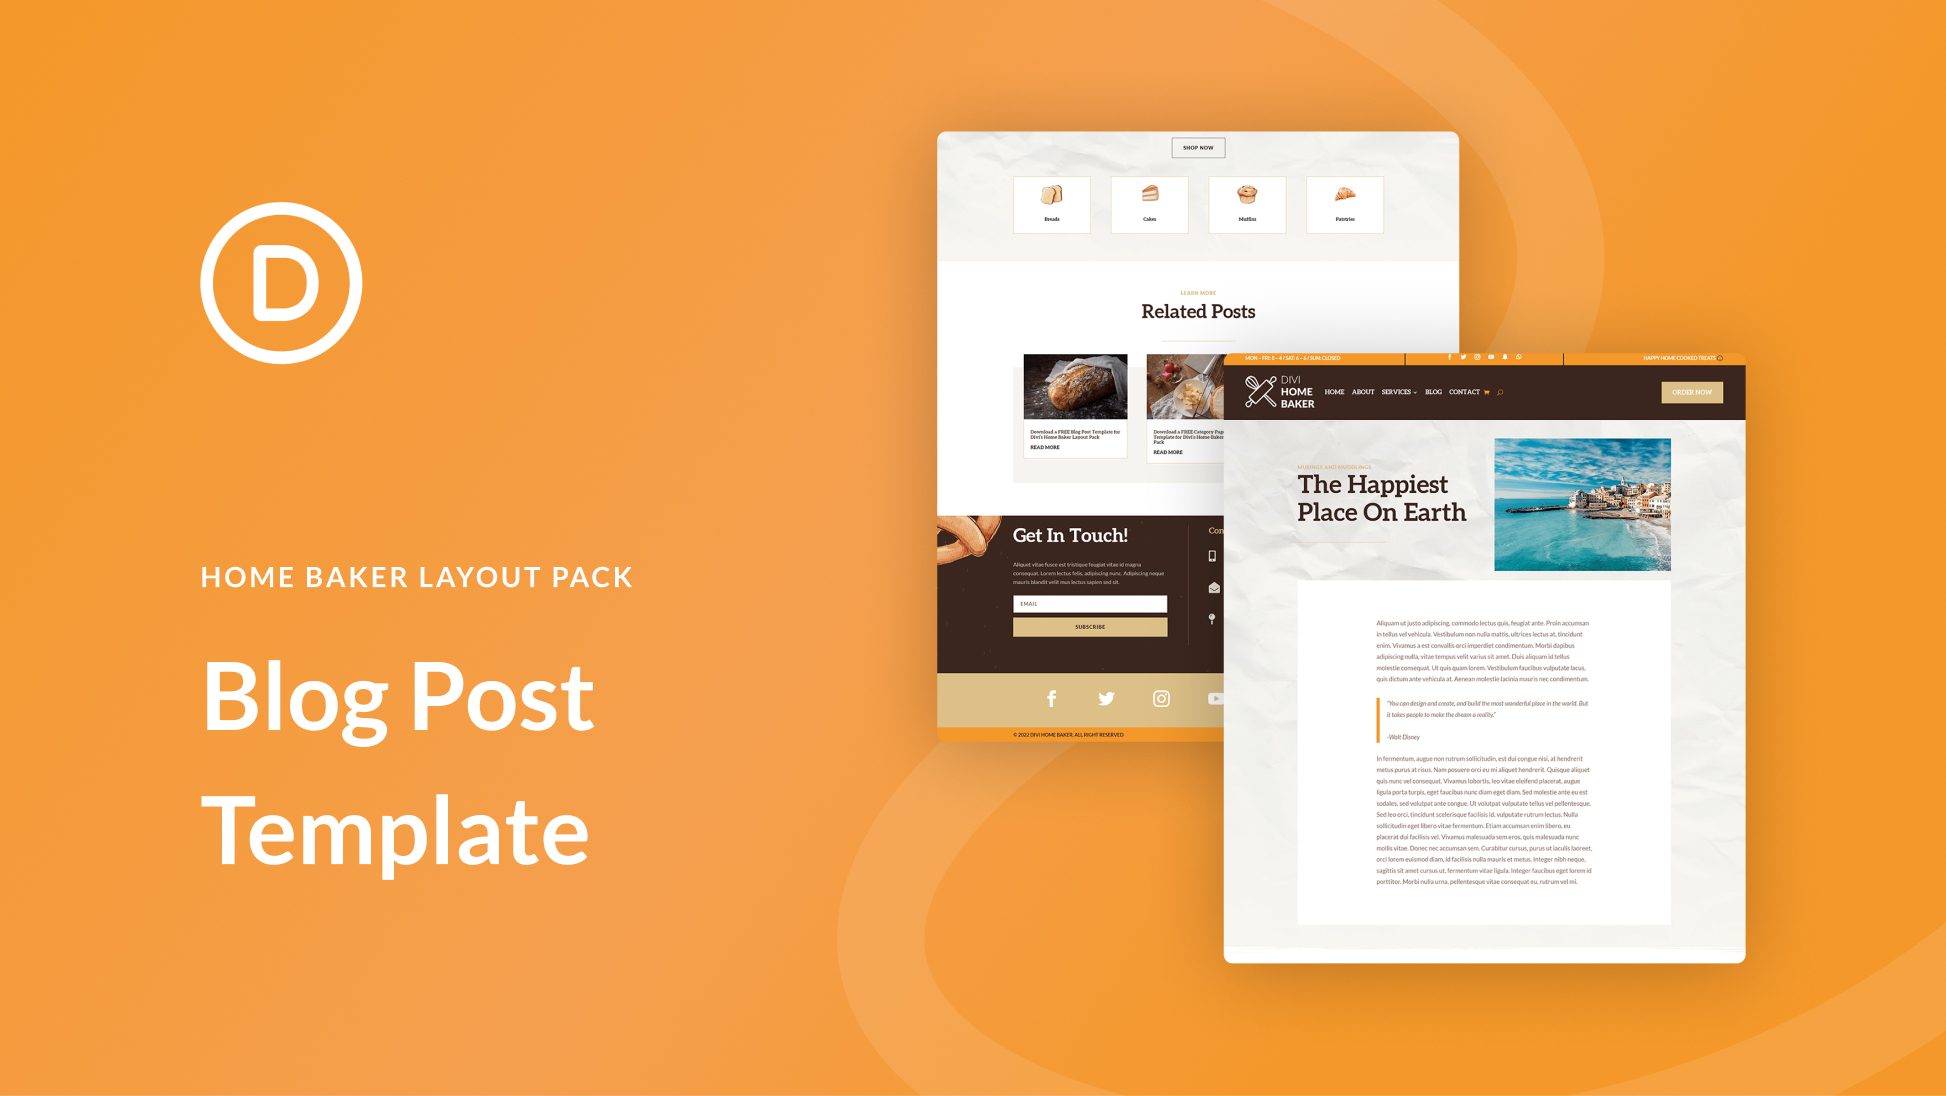 D
HOME BAKER LAYOUT PACK
Blog Post
Template
SHOP NOW
Breads
Cakes
Muffins
Pastries
LEARN MORE
Related Posts
Download a FREE Blog Post Template for
Divi's Home Baker Layout Pack
READ MORE
Download a FREE Category Pag
Template for Divi's Home Baker
Pack
READ MORE
Get In Touch!
Aliquet vitae fusce est tristique feugiat vitae id magna
consequat. Lorem lectus felis, adipiscing nunc. Adipiscing neque
mauris blandit velit mus lectus sapien sed sit.
EMAIL
SUBSCRIBE
Con
© 2022 DIVI HOME BAKER. ALL RIGHT RESERVED
MON – FRI: 8 – 4 / SAT: 6 – 6 / SUN: CLOSED
HAPPY HOME COOKED TREATS
DIVI
HOME
BAKER
HOME ABOUT SERVICES BLOG CONTACT
ORDER NOW
MUSINGS AND MUDDLINGS
The Happiest
Place On Earth
Aliquam ut justo adipiscing, commodo lectus quis, feugiat ante. Proin accumsan
in tellus vel vehicula. Vestibulum non nulla mattis, ultrices lectus at, tincidunt
enim. Vivamus a est convallis orci imperdiet condimentum. Morbi dapibus
adipiscing nulla, vitae tempus velit varius sit amet. Duis aliquam id tellus
molestie consequat. Ut quis quam lorem. Vestibulum faucibus vulputate lacus,
quis dictum ante vehicula at. Aenean molestie lacinia mauris nec condimentum.
"You can design and create, and build the most wonderful place in the world. But
it takes people to make the dream a reality."
-Walt Disney
In fermentum, augue non rutrum sollicitudin, est dui congue nisi, at hendrerit
metus purus at risus. Nam posuere orci eu mi aliquet hendrerit. Quisque aliquet
quis nunc vel consequat. Vivamus lobortis, leo vitae eleifend placerat, augue
ligula porta turpis, eget faucibus nunc diam eget diam. Sed molestie ante eu est
sodales, sed volutpat ante congue. Ut volutpat vulputate tellus vel pellentesque.
Sed leo orci, tincidunt scelerisque facilisis id, vulputate rutrum lectus. Nulla
sollicitudin eget libero vitae fermentum. Etiam accumsan enim libero, eu
placerat dui facilisis vel. Vivamus malesuada sem eros, quis malesuada nunc
mollis vitae. Donec nec accumsan sem. Curabitur cursus, purus ut iaculis laoreet,
orci lorem euismod diam, id facilisis nulla mauris et metus. Integer nibh neque,
sagittis sit amet cursus ut, fermentum vitae ligula. Integer faucibus eget lorem id
porttitor. Morbi nulla urna, pellentesque vitae consequat eu, rutrum vel mi.